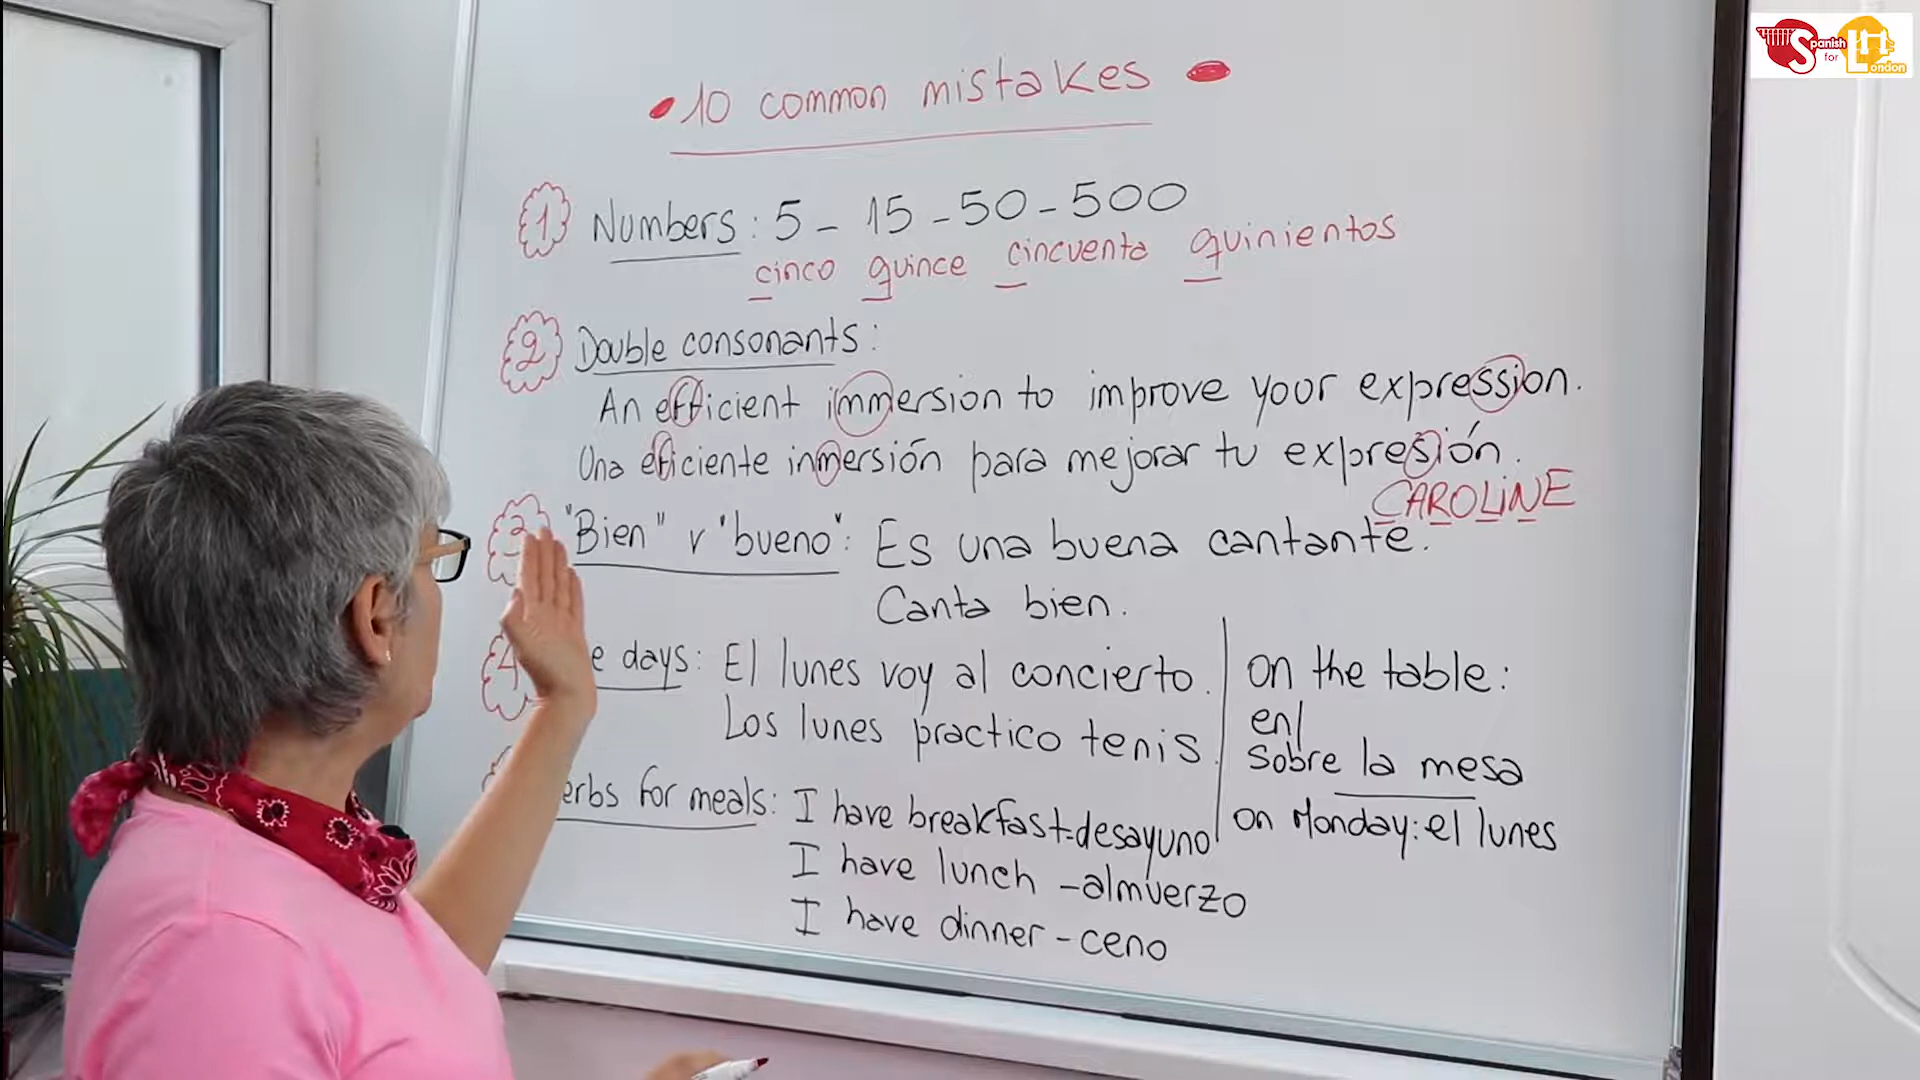 Spanish
for London
10 common mistakes
1 Numbers: 5 - 15 - 50 - 500
cinco quince cincuenta quinientos
2 Double consonants:
An efficient immersion to improve your expression.
Una eficiente inmersión para mejorar tu expresión.
CAROLINE
3 "Bien" v "bueno": Es una buena cantante.
Canta bien.
4 e days: El lunes voy al concierto.
Los lunes practico tenis.
on the table:
en/
sobre la mesa
on Monday: el lunes
erbs for meals: I have breakfast=desayuno
I have lunch - almuerzo
I have dinner - ceno